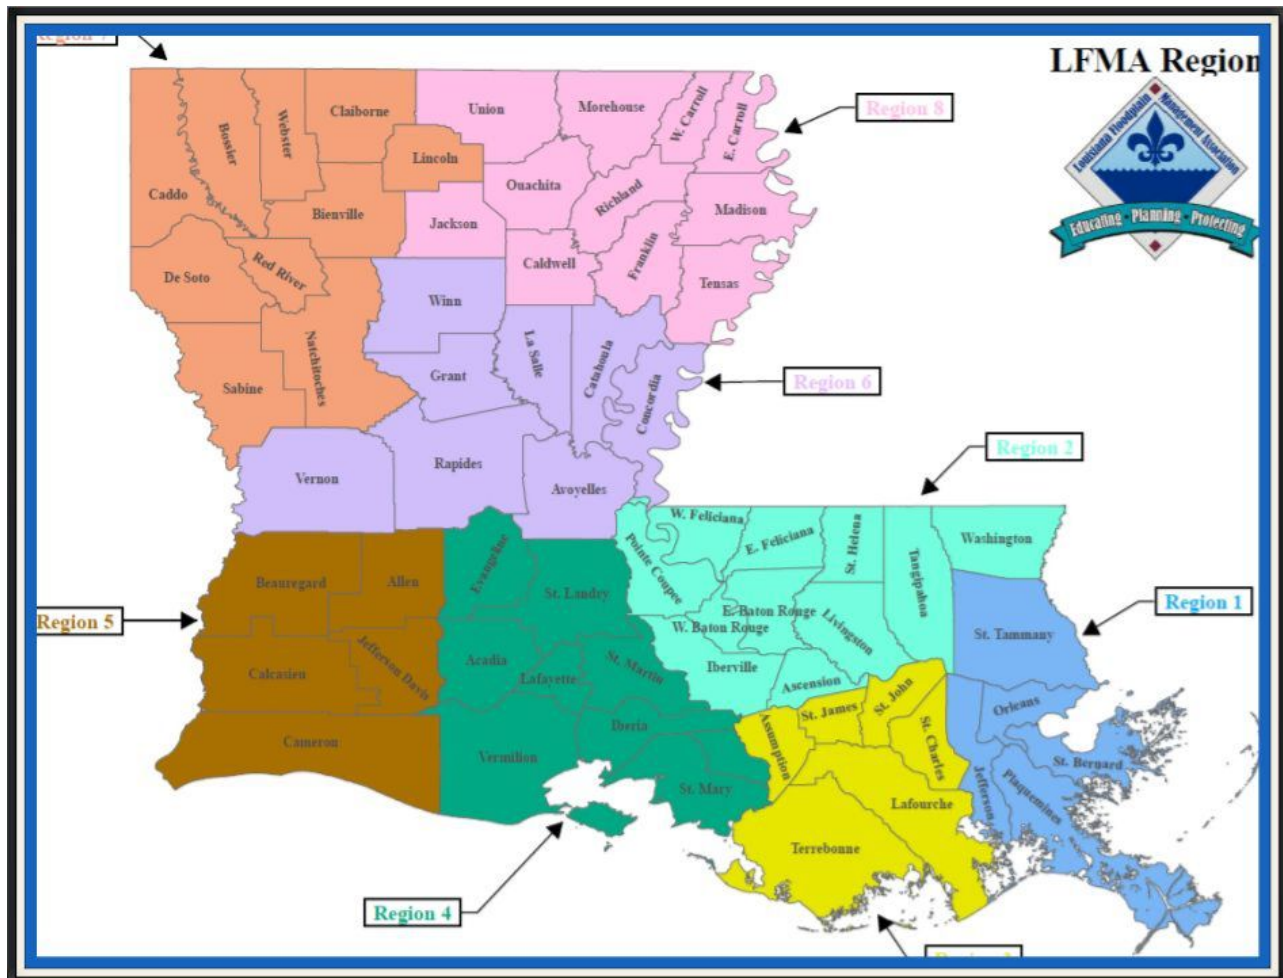 LFMA Region
Louisiana Floodplain
Management Association
Educating - Planning - Protecting
Region 8
Union
Morehouse
W. Carroll
E. Carroll
Claiborne
Webster
Bossier
Lincoln
Caddo
Bienville
Ouachita
Richland
Madison
Jackson
De Soto
Red River
Caldwell
Franklin
Tensas
Winn
Natchitoches
Sabine
Grant
La Salle
Catahoula
Concordia
Region 6
Region 2
Vernon
Rapides
Avoyelles
W. Feliciana
E. Feliciana
St. Helena
Tangipahoa
Washington
Pointe Coupee
Beauregard
Allen
Evangeline
St. Landry
Region 5
E. Baton Rouge
W. Baton Rouge
Livingston
St. Tammany
Region 1
Calcasieu
Jefferson Davis
Acadia
Lafayette
St. Martin
Iberville
Ascension
St. James
St. John
Orleans
Cameron
Vermilion
Iberia
St. Mary
Assumption
St. Charles
St. Bernard
Jefferson
Plaquemines
Lafourche
Terrebonne
Region 4